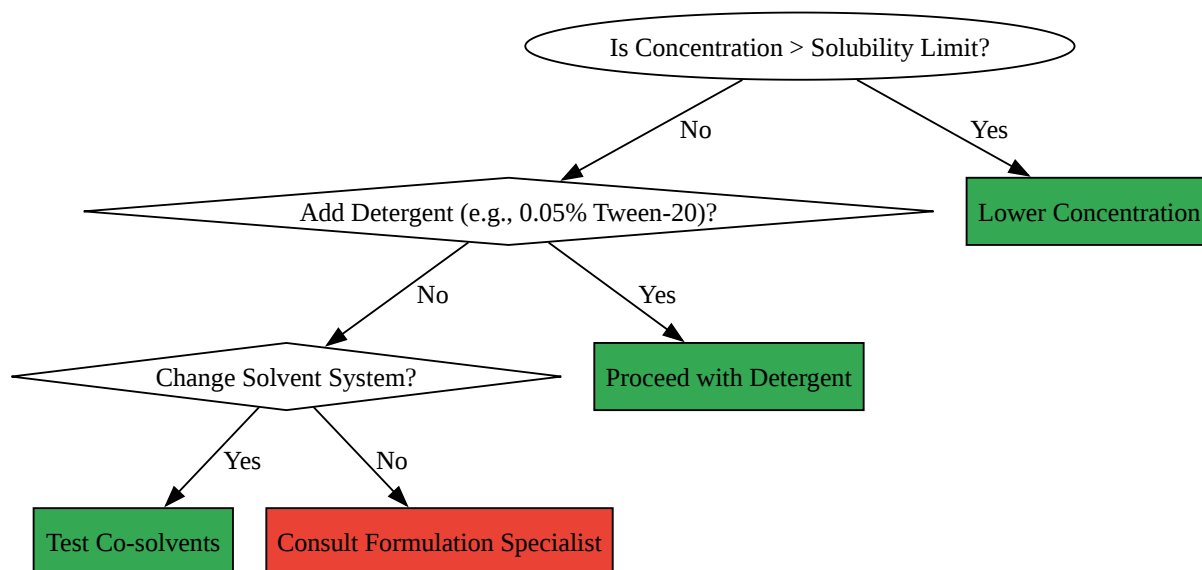 Is Concentration > Solubility Limit?
No
Yes
Add Detergent (e.g., 0.05% Tween-20)?
Lower Concentration
No
Yes
Change Solvent System?
Proceed with Detergent
Yes
No
Test Co-solvents
Consult Formulation Specialist